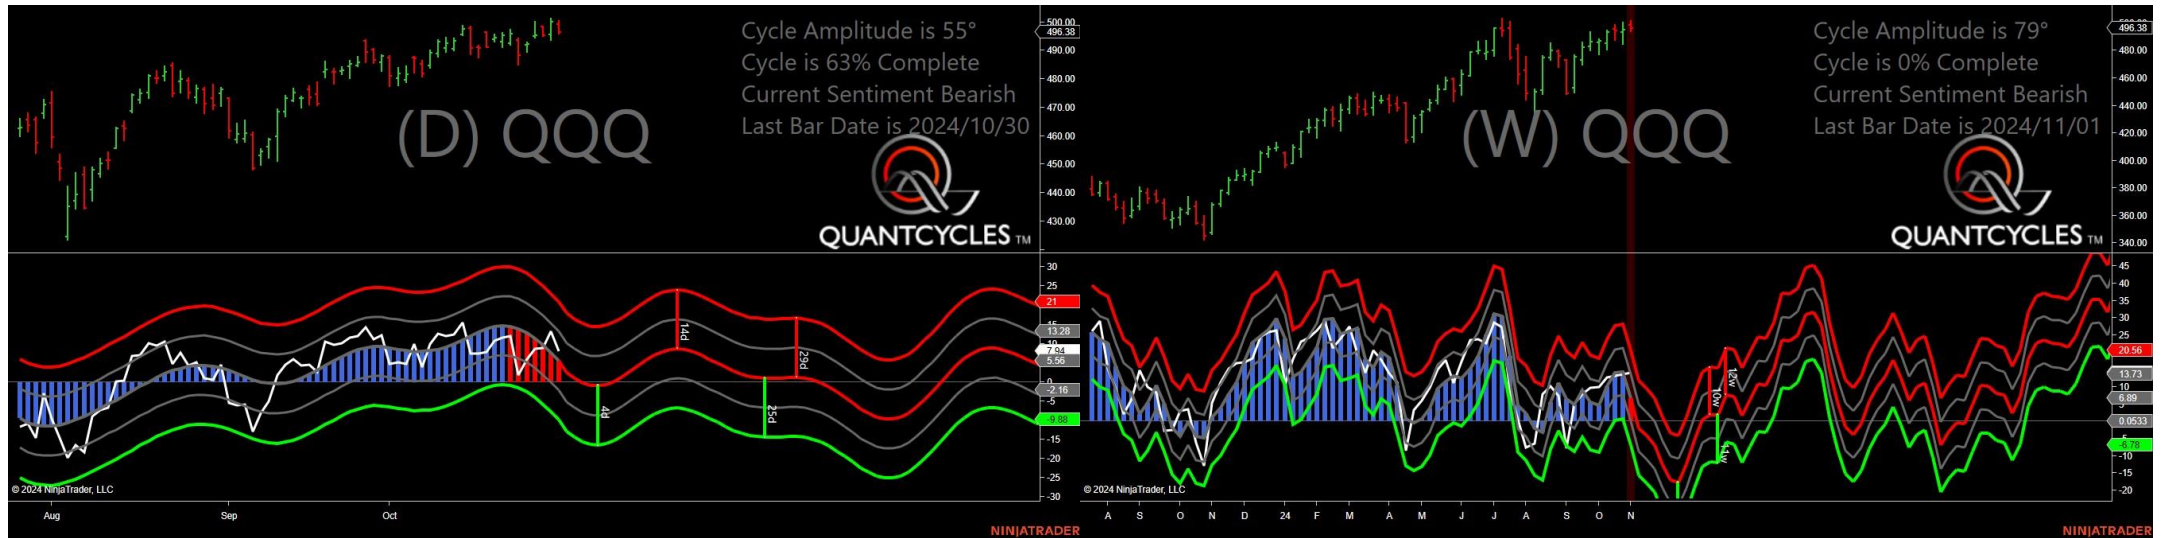 Cycle Amplitude is 55°
Cycle is 63% Complete
Current Sentiment Bearish
Last Bar Date is 2024/10/30
(D) QQQ
QUANTCYCLES TM
500.00
496.38
490.00
480.00
470.00
460.00
450.00
440.00
430.00
30
25
21
15
13.28
10
7.94
5.56
0
-2.16
-5
-9.88
-15
-20
-25
-30
4d
14d
25d
29d
© 2024 NinjaTrader, LLC
Aug Sep Oct
NINJATRADER
Cycle Amplitude is 79°
Cycle is 0% Complete
Current Sentiment Bearish
Last Bar Date is 2024/11/01
(W) QQQ
QUANTCYCLES TM
496.38
480.00
460.00
440.00
420.00
400.00
380.00
360.00
340.00
45
40
35
30
25
20.56
13.73
10
6.89
0.0533
-6.78
-10
-15
-20
10w
12w
© 2024 NinjaTrader, LLC
A S O N D 24 F M A M J J A S O N
NINJATRADER